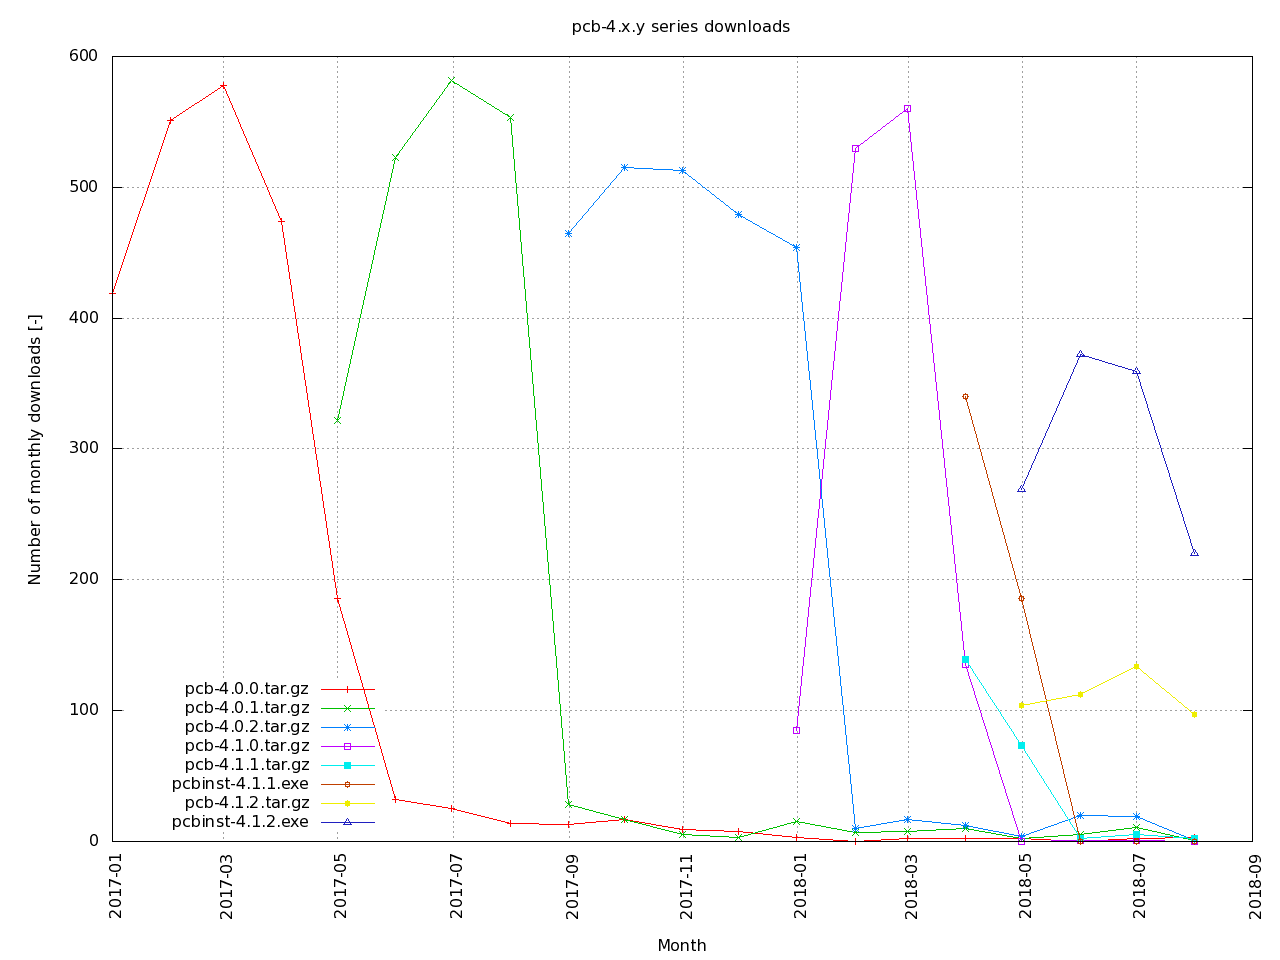 pcb-4.x.y series downloads
600
500
400
300
200
100
0
Number of monthly downloads [-]
pcb-4.0.0.tar.gz
pcb-4.0.1.tar.gz
pcb-4.0.2.tar.gz
pcb-4.1.0.tar.gz
pcb-4.1.1.tar.gz
pcbinst-4.1.1.exe
pcb-4.1.2.tar.gz
pcbinst-4.1.2.exe
2017-01
2017-03
2017-05
2017-07
2017-09
2017-11
2018-01
2018-03
2018-05
2018-07
2018-09
Month